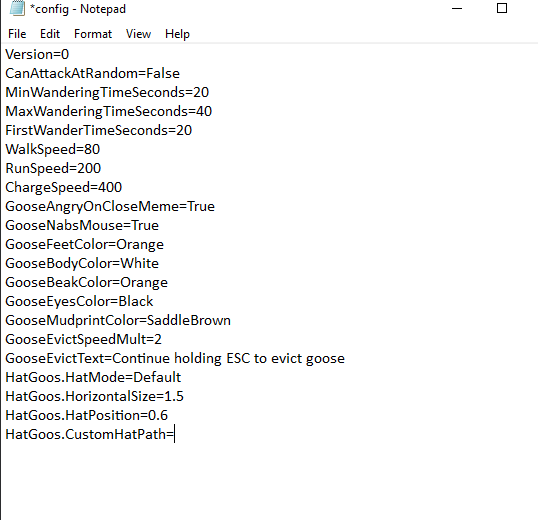 *config - Notepad
File Edit Format View Help
Version=0
CanAttackAtRandom=False
MinWanderingTimeSeconds=20
MaxWanderingTimeSeconds=40
FirstWanderTimeSeconds=20
WalkSpeed=80
RunSpeed=200
ChargeSpeed=400
GooseAngryOnCloseMeme=True
GooseNabsMouse=True
GooseFeetColor=Orange
GooseBodyColor=White
GooseBeakColor=Orange
GooseEyesColor=Black
GooseMudprintColor=SaddleBrown
GooseEvictSpeedMult=2
GooseEvictText=Continue holding ESC to evict goose
HatGoos.HatMode=Default
HatGoos.HorizontalSize=1.5
HatGoos.HatPosition=0.6
HatGoos.CustomHatPath=